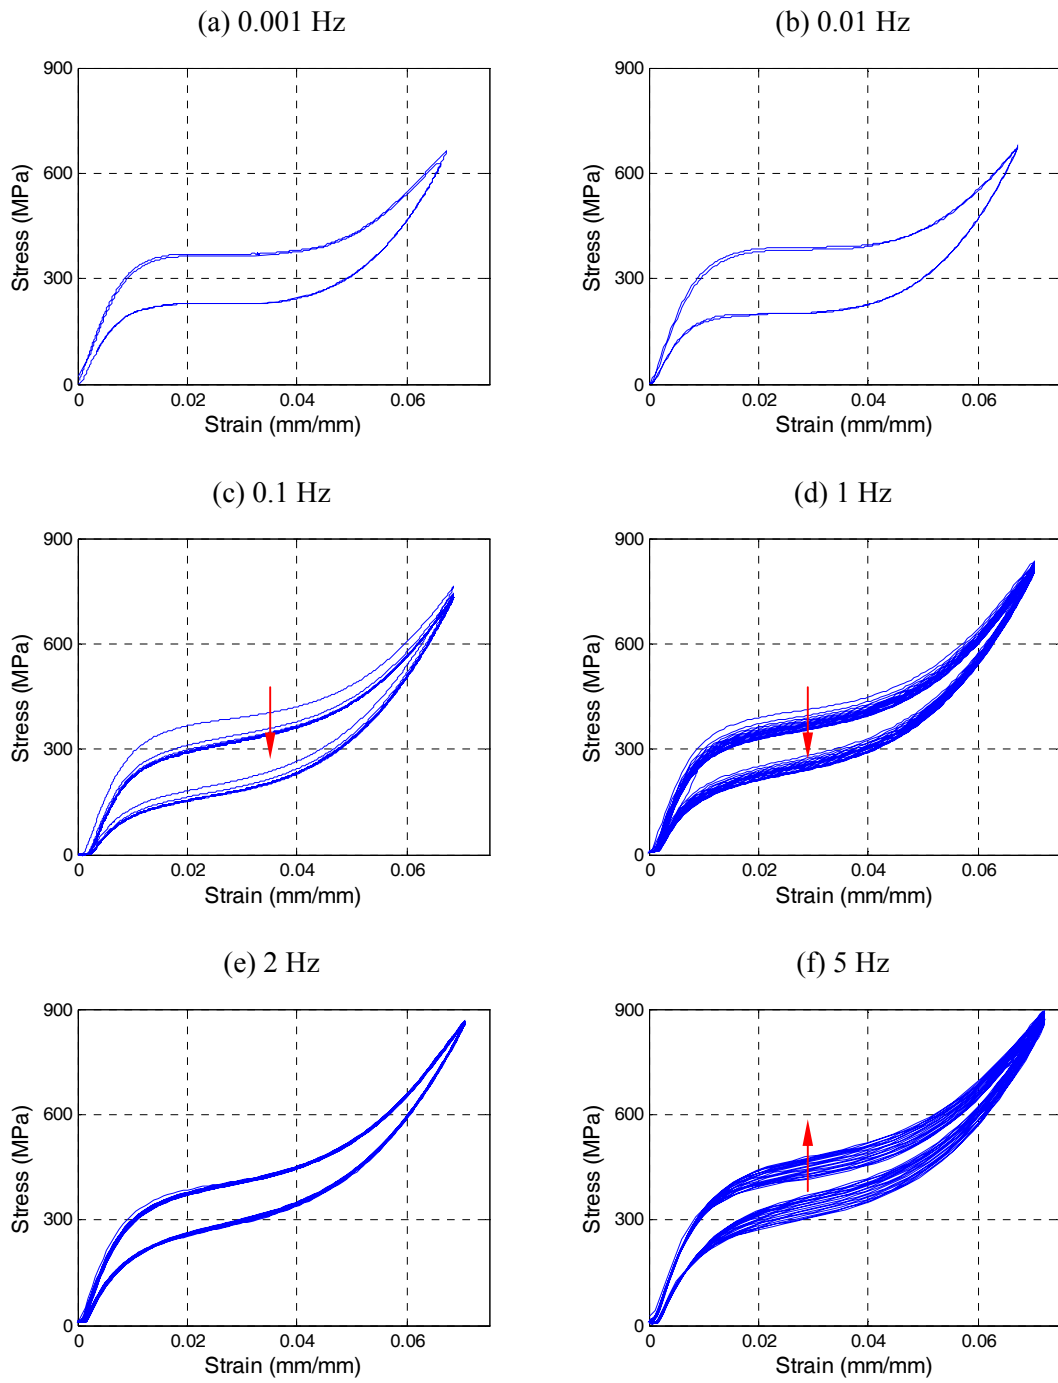 (a) 0.001 Hz
900
600
300
0
Stress (MPa)
0 0.02 0.04 0.06
Strain (mm/mm)
(b) 0.01 Hz
900
600
300
0
Stress (MPa)
0 0.02 0.04 0.06
Strain (mm/mm)
(c) 0.1 Hz
900
600
300
0
Stress (MPa)
0 0.02 0.04 0.06
Strain (mm/mm)
(d) 1 Hz
900
600
300
0
Stress (MPa)
0 0.02 0.04 0.06
Strain (mm/mm)
(e) 2 Hz
900
600
300
0
Stress (MPa)
0 0.02 0.04 0.06
Strain (mm/mm)
(f) 5 Hz
900
600
300
0
Stress (MPa)
0 0.02 0.04 0.06
Strain (mm/mm)